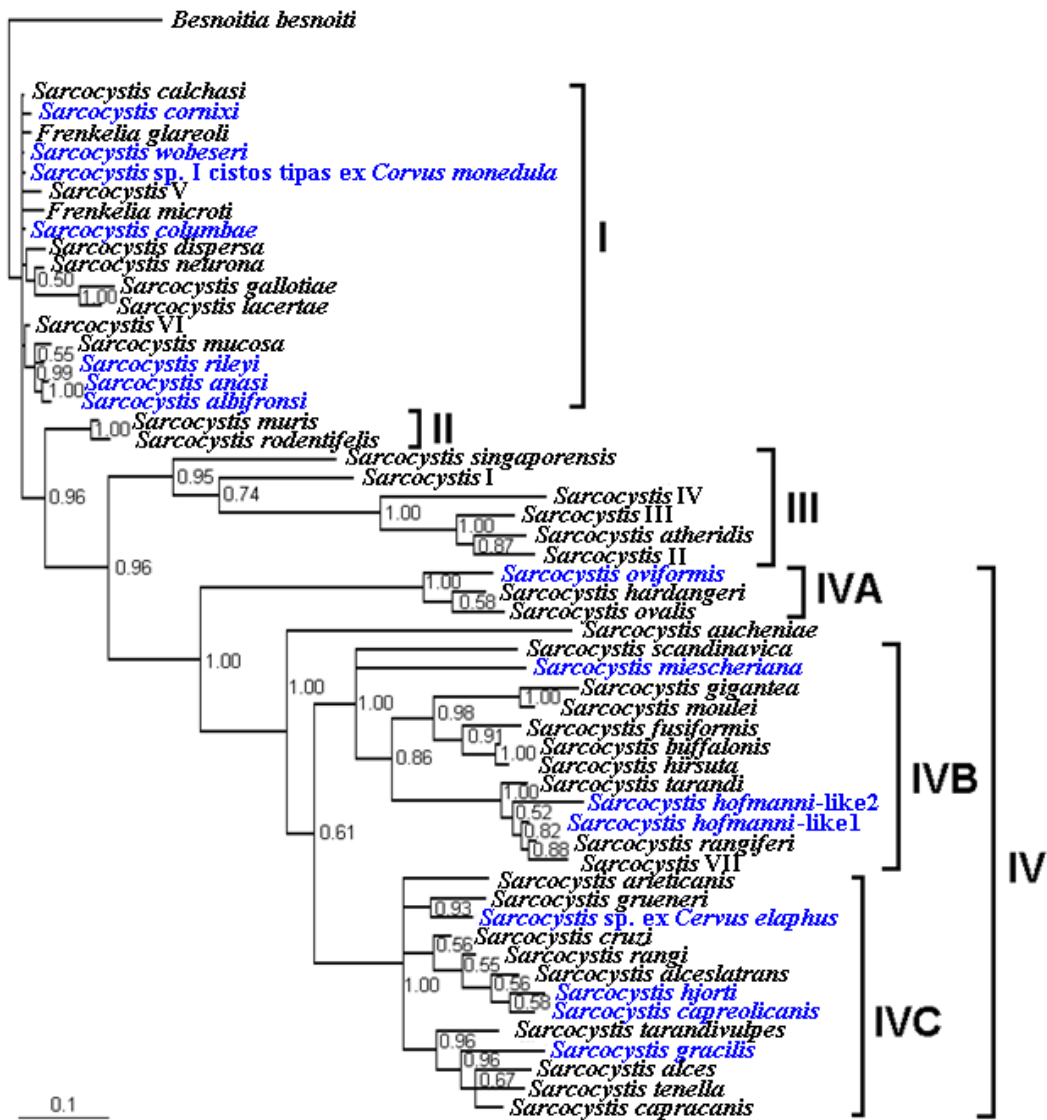 Besnoitia besnoiti
Sarcocystis calchasi
Sarcocystis cornixi
Frenkelia glareoli
Sarcocystis wobeseri
Sarcocystis sp. I cistos tipas ex Corvus monedula
Sarcocystis V
Frenkelia microti
Sarcocystis columbae
I
Sarcocystis dispersa
Sarcocystis neurona
0.50
Sarcocystis gallotiae
1.00
Sarcocystis lacertae
Sarcocystis VI
Sarcocystis mucosa
0.55
Sarcocystis rileyi
0.99
Sarcocystis anasi
1.00
Sarcocystis albifronsi
Sarcocystis muris
1.00
II
Sarcocystis rodentifelis
Sarcocystis singaporensis
0.95
Sarcocystis I
0.96
0.74
Sarcocystis IV
1.00
Sarcocystis III
III
1.00
Sarcocystis atheridis
0.87
Sarcocystis II
0.96
Sarcocystis oviformis
1.00
IVA
Sarcocystis hardangeri
0.58
Sarcocystis ovalis
Sarcocystis aucheniae
Sarcocystis scandinavica
1.00
Sarcocystis miescheriana
1.00
1.00
Sarcocystis gigantea
1.00
Sarcocystis moulei
0.98
Sarcocystis fusiformis
0.91
Sarcocystis buffalonis
1.00
0.86
Sarcocystis hirsuta
IVB
Sarcocystis tarandi
1.00
Sarcocystis hofmanni-like2
0.52
Sarcocystis hofmanni-like1
0.61
0.82
Sarcocystis rangiferi
0.88
Sarcocystis VII
IV
Sarcocystis arieticanis
Sarcocystis grueneri
0.93
Sarcocystis sp. ex Cervus elaphus
Sarcocystis cruzi
0.56
Sarcocystis rangi
0.55
Sarcocystis alceslatrans
1.00
0.56
Sarcocystis hjorti
0.58
Sarcocystis capreolicanis
IVC
Sarcocystis tarandivulpes
0.96
Sarcocystis gracilis
0.96
Sarcocystis alces
0.67
Sarcocystis tenella
Sarcocystis capracanis
0.1